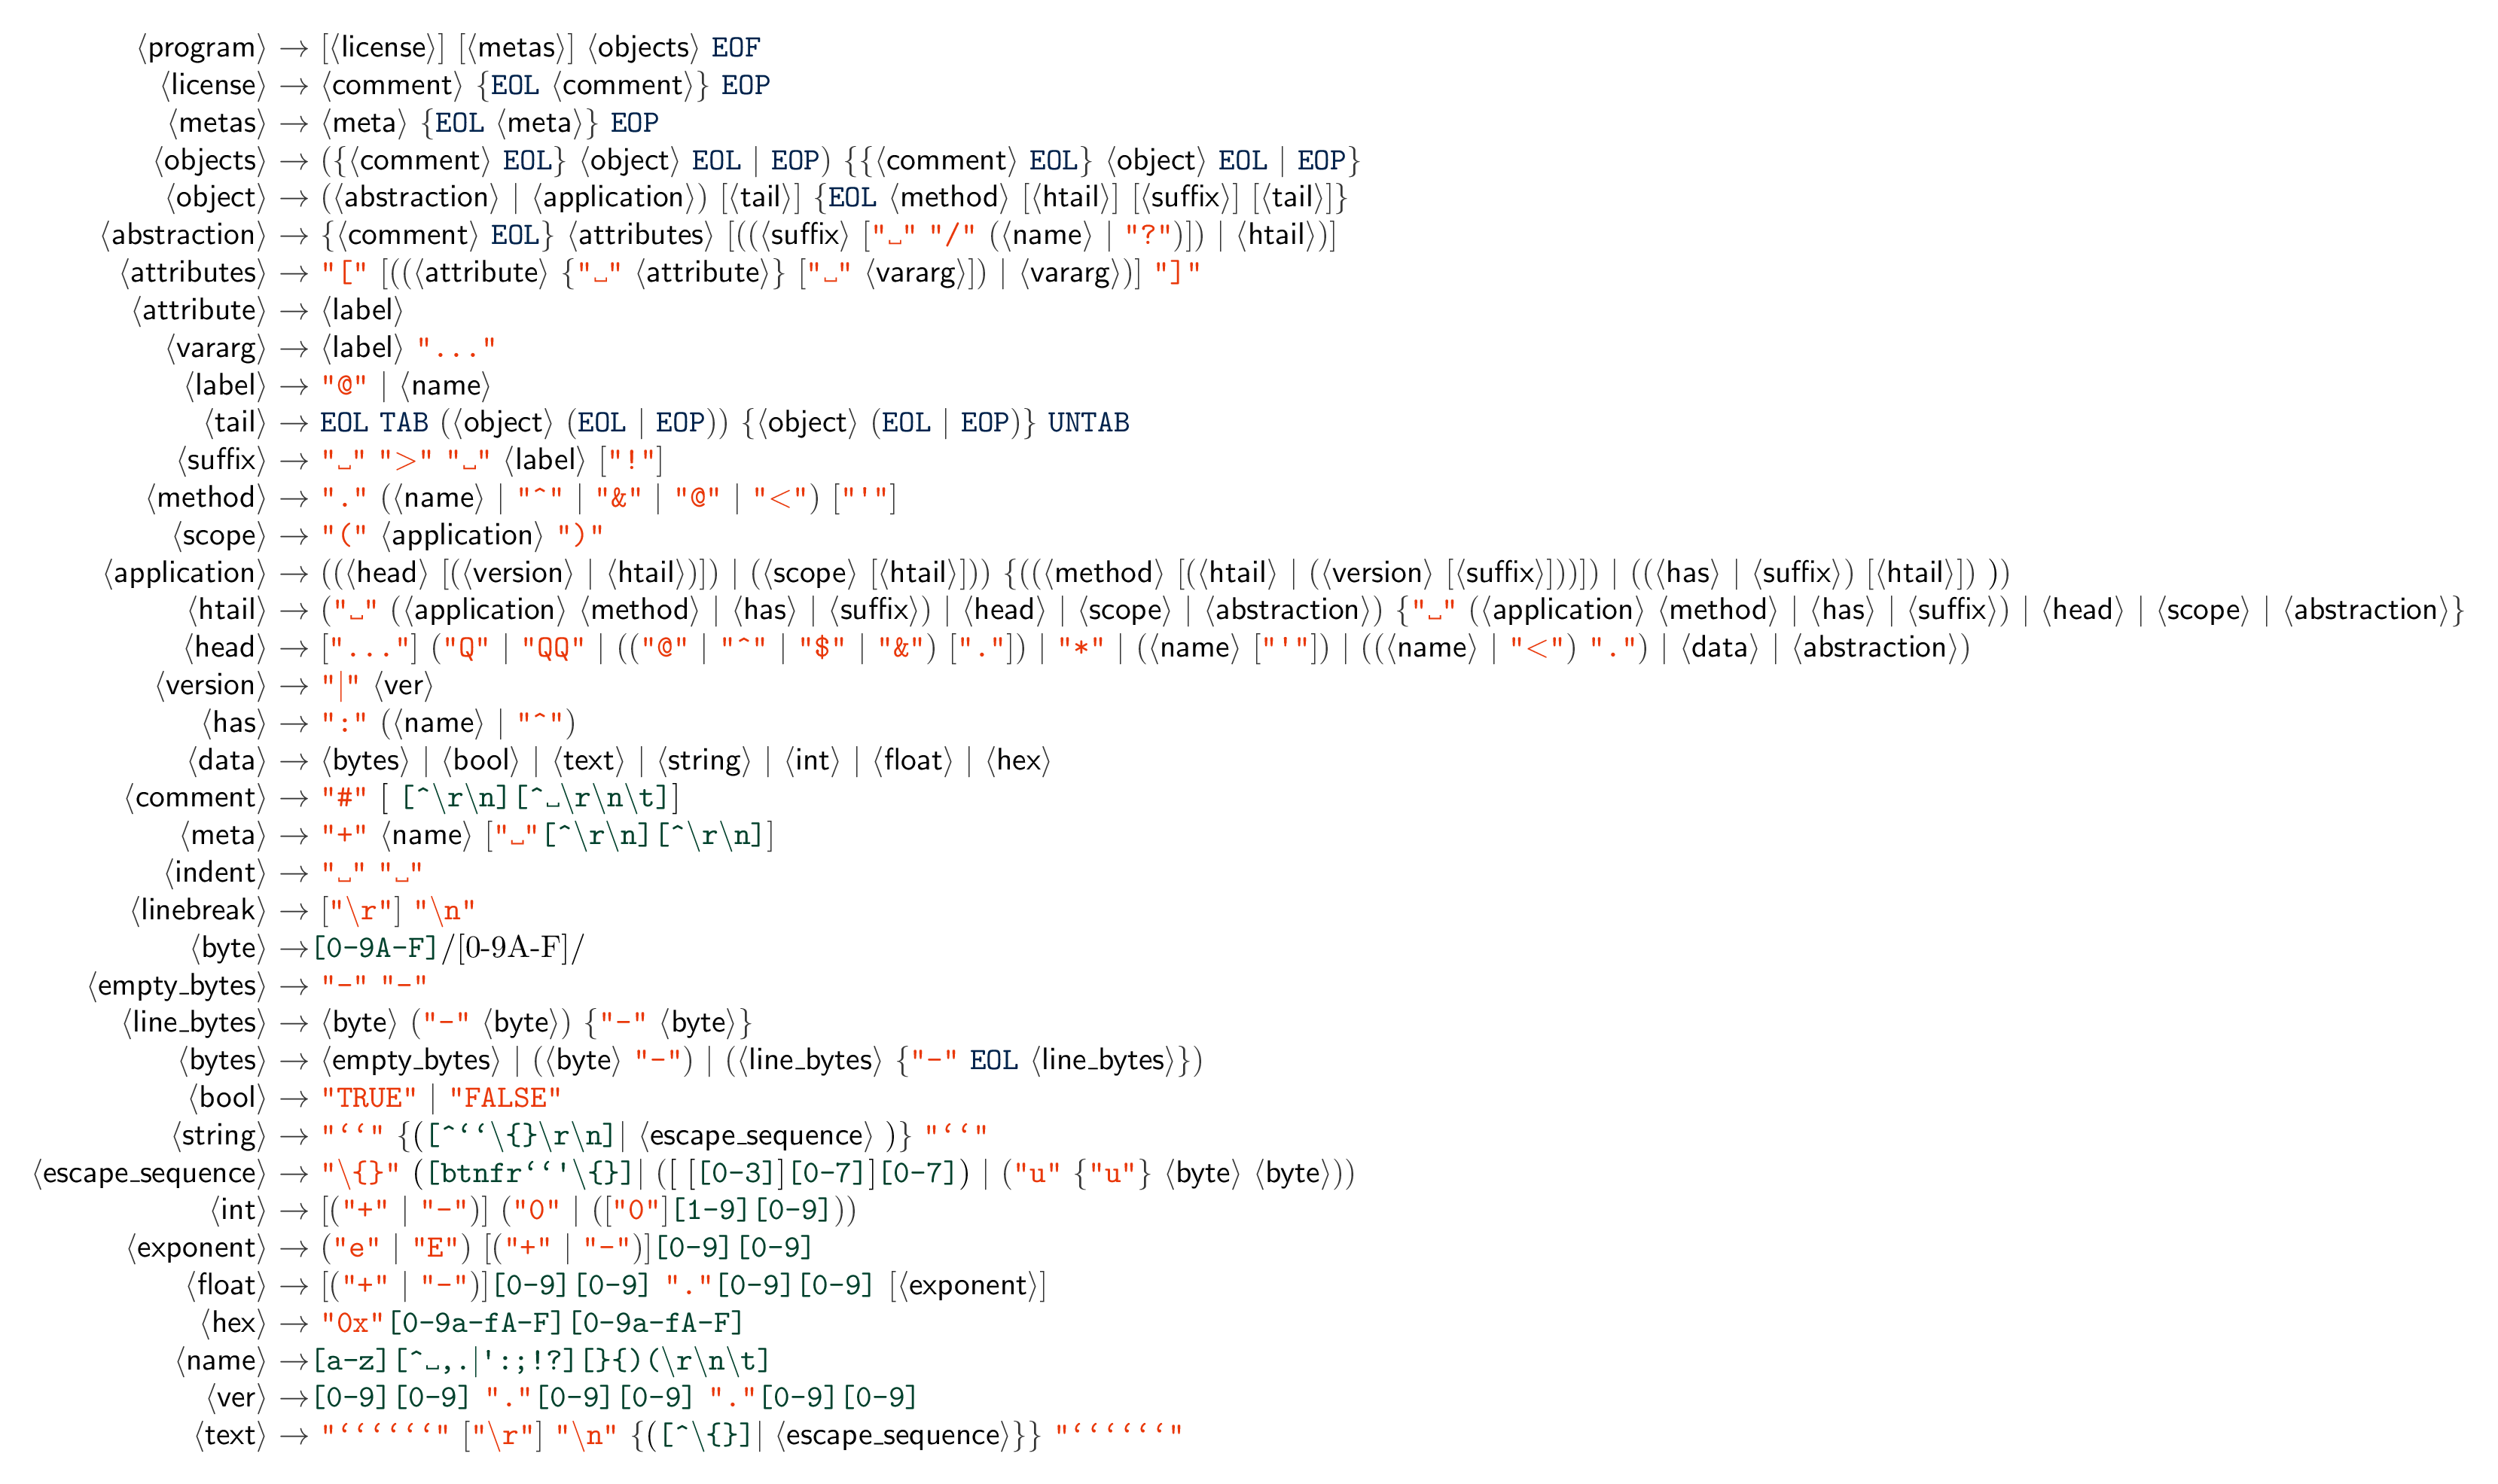 ⟨program⟩ → [⟨license⟩] [⟨metas⟩] ⟨objects⟩ EOF
⟨license⟩ → ⟨comment⟩ {EOL ⟨comment⟩} EOP
⟨metas⟩ → ⟨meta⟩ {EOL ⟨meta⟩} EOP
⟨objects⟩ → ({⟨comment⟩ EOL} ⟨object⟩ EOL | EOP) {{⟨comment⟩ EOL} ⟨object⟩ EOL | EOP}
⟨object⟩ → (⟨abstraction⟩ | ⟨application⟩) [⟨tail⟩] {EOL ⟨method⟩ [⟨htail⟩] [⟨suffix⟩] [⟨tail⟩]}
⟨abstraction⟩ → {⟨comment⟩ EOL} ⟨attributes⟩ [((⟨suffix⟩ ["␣" "/" (⟨name⟩ | "?")]) | ⟨htail⟩)]
⟨attributes⟩ → "[" [((⟨attribute⟩ {"␣" ⟨attribute⟩} ["␣" ⟨vararg⟩]) | ⟨vararg⟩)] "]"
⟨attribute⟩ → ⟨label⟩
⟨vararg⟩ → ⟨label⟩ "..."
⟨label⟩ → "@" | ⟨name⟩
⟨tail⟩ → EOL TAB (⟨object⟩ (EOL | EOP)) {⟨object⟩ (EOL | EOP)} UNTAB
⟨suffix⟩ → "␣" ">" "␣" ⟨label⟩ ["!"]
⟨method⟩ → "." (⟨name⟩ | "^" | "&" | "@" | "<") ["'"]
⟨scope⟩ → "(" ⟨application⟩ ")"
⟨application⟩ → ((⟨head⟩ [(⟨version⟩ | ⟨htail⟩)]) | (⟨scope⟩ [⟨htail⟩])) {((⟨method⟩ [(⟨htail⟩ | (⟨version⟩ [⟨suffix⟩]))]) | ((⟨has⟩ | ⟨suffix⟩) [⟨htail⟩]) ))
⟨htail⟩ → ("␣" (⟨application⟩ ⟨method⟩ | ⟨has⟩ | ⟨suffix⟩) | ⟨head⟩ | ⟨scope⟩ | ⟨abstraction⟩) {"␣" (⟨application⟩ ⟨method⟩ | ⟨has⟩ | ⟨suffix⟩) | ⟨head⟩ | ⟨scope⟩ | ⟨abstraction⟩}
⟨head⟩ → ["..."] ("Q" | "QQ" | (("@" | "^" | "$" | "&") ["."]) | "*" | (⟨name⟩ ["'"]) | ((⟨name⟩ | "<") ".") | ⟨data⟩ | ⟨abstraction⟩)
⟨version⟩ → "|" ⟨ver⟩
⟨has⟩ → ":" (⟨name⟩ | "^")
⟨data⟩ → ⟨bytes⟩ | ⟨bool⟩ | ⟨text⟩ | ⟨string⟩ | ⟨int⟩ | ⟨float⟩ | ⟨hex⟩
⟨comment⟩ → "#" [ [^\r\n][^␣\r\n\t]]
⟨meta⟩ → "+" ⟨name⟩ ["␣"[^\r\n][^\r\n]]
⟨indent⟩ → "␣" "␣"
⟨linebreak⟩ → ["\r"] "\n"
⟨byte⟩ →[0-9A-F]/[0-9A-F]/
⟨empty_bytes⟩ → "-" "-"
⟨line_bytes⟩ → ⟨byte⟩ ("-" ⟨byte⟩) {"-" ⟨byte⟩}
⟨bytes⟩ → ⟨empty_bytes⟩ | (⟨byte⟩ "-") | (⟨line_bytes⟩ {"-" EOL ⟨line_bytes⟩})
⟨bool⟩ → "TRUE" | "FALSE"
⟨string⟩ → "‘‘" {([^‘‘\{}\r\n]| ⟨escape_sequence⟩ )} "‘‘"
⟨escape_sequence⟩ → "\{}" ([btnfr‘‘'\{}]| ([ [[0-3]][0-7]][0-7]) | ("u" {"u"} ⟨byte⟩ ⟨byte⟩))
⟨int⟩ → [("+" | "-")] ("0" | (["0"][1-9][0-9]))
⟨exponent⟩ → ("e" | "E") [("+" | "-")][0-9][0-9]
⟨float⟩ → [("+" | "-")][0-9][0-9] "."[0-9][0-9] [⟨exponent⟩]
⟨hex⟩ → "0x"[0-9a-fA-F][0-9a-fA-F]
⟨name⟩ →[a-z][^␣,.|':;!?][}{)(\r\n\t]
⟨ver⟩ →[0-9][0-9] "."[0-9][0-9] "."[0-9][0-9]
⟨text⟩ → "‘‘‘‘‘‘" ["\r"] "\n" {([^\{}]| ⟨escape_sequence⟩}} "‘‘‘‘‘‘"